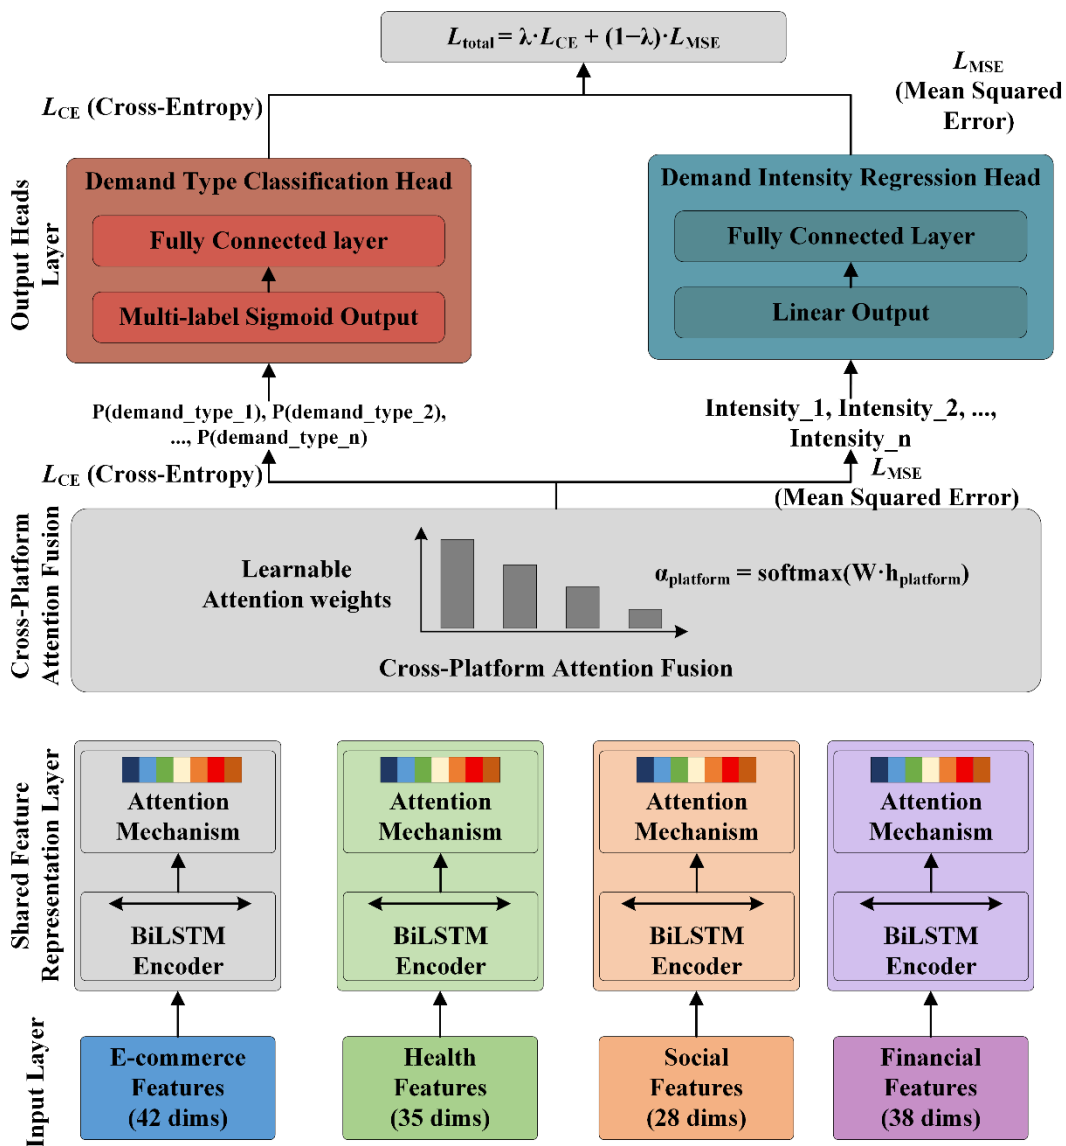 L_total = λ·L_CE + (1−λ)·L_MSE
L_CE (Cross-Entropy)
L_MSE
(Mean Squared
Error)
Output Heads
Layer
Demand Type Classification Head
Fully Connected layer
Multi-label Sigmoid Output
Demand Intensity Regression Head
Fully Connected Layer
Linear Output
P(demand_type_1), P(demand_type_2),
..., P(demand_type_n)
Intensity_1, Intensity_2, ...,
Intensity_n
L_CE (Cross-Entropy)
L_MSE
(Mean Squared Error)
Cross-Platform
Attention Fusion
Learnable
Attention weights
α_platform = softmax(W·h_platform)
Cross-Platform Attention Fusion
Shared Feature
Representation Layer
Attention
Mechanism
BiLSTM
Encoder
Attention
Mechanism
BiLSTM
Encoder
Attention
Mechanism
BiLSTM
Encoder
Attention
Mechanism
BiLSTM
Encoder
Input Layer
E-commerce
Features
(42 dims)
Health
Features
(35 dims)
Social
Features
(28 dims)
Financial
Features
(38 dims)